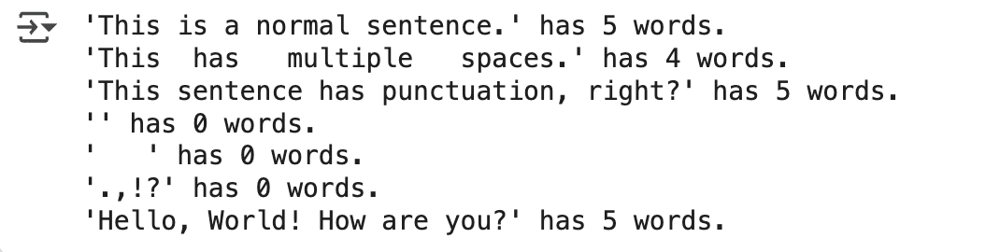 'This is a normal sentence.' has 5 words.
'This  has   multiple   spaces.' has 4 words.
'This sentence has punctuation, right?' has 5 words.
'' has 0 words.
'   ' has 0 words.
'.,!?' has 0 words.
'Hello, World! How are you?' has 5 words.